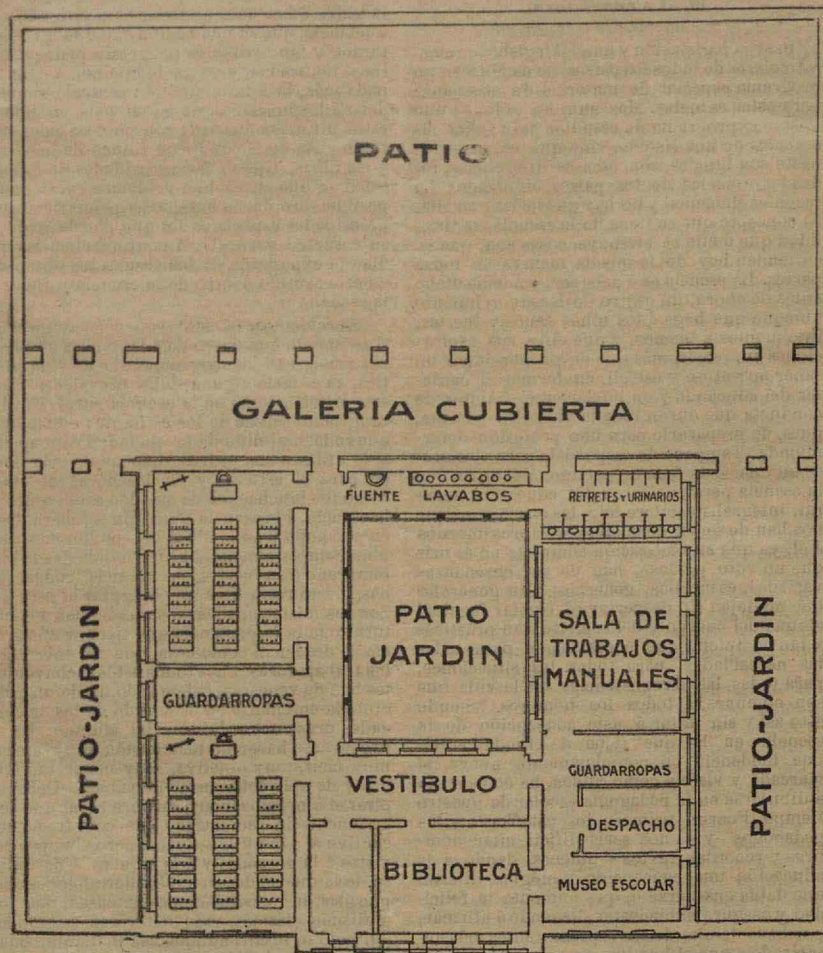 PATIO
GALERIA CUBIERTA
FUENTE
LAVABOS
RETRETES Y URINARIOS
PATIO-JARDIN
PATIO
JARDIN
SALA DE
TRABAJOS
MANUALES
PATIO-JARDIN
GUARDARROPAS
VESTIBULO
GUARDARROPAS
DESPACHO
BIBLIOTECA
MUSEO ESCOLAR